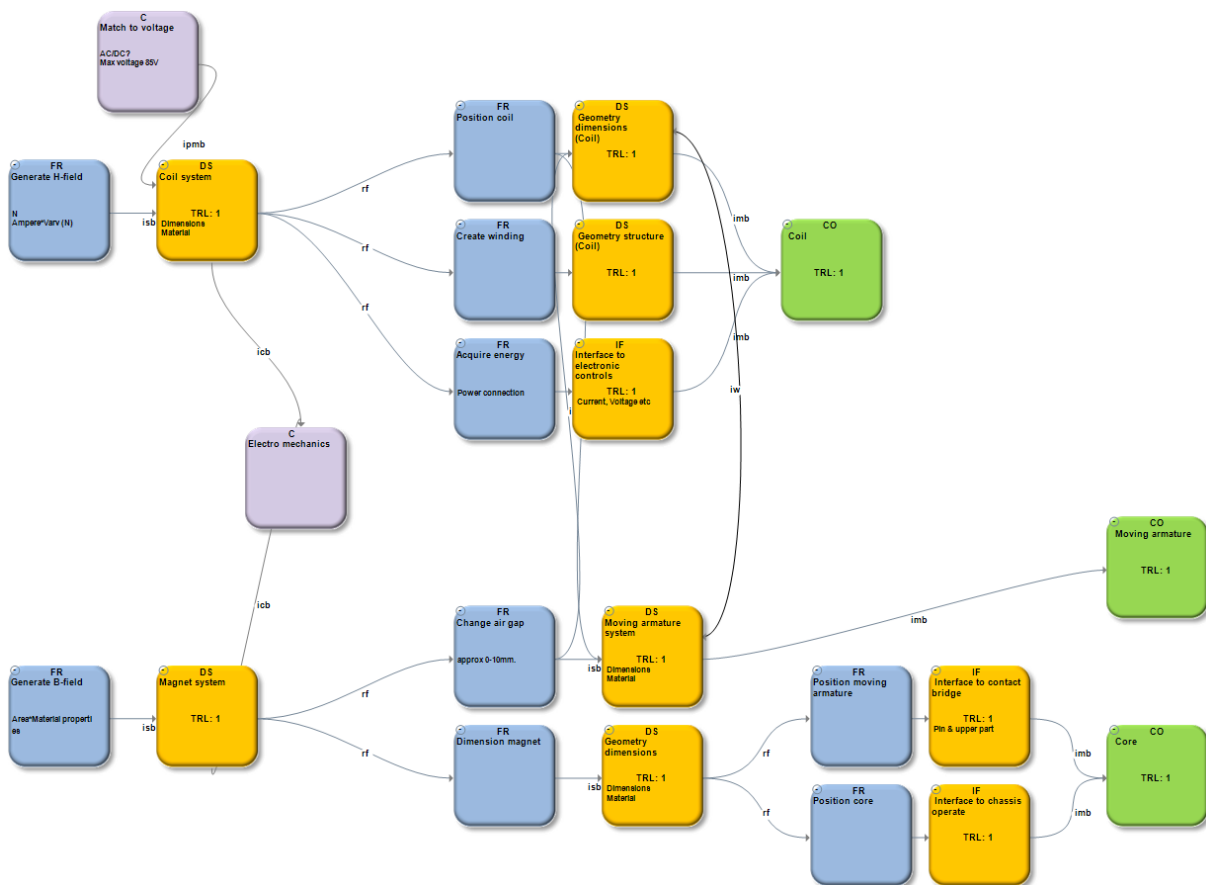 C
Match to voltage
AC/DC?
Max voltage 85V
ipmb
FR
Generate H-field
N
Ampere*Varv (N)
isb
DS
Coil system
TRL: 1
Dimensions
Material
rf
rf
rf
FR
Position coil
DS
Geometry
dimensions
(Coil)
TRL: 1
imb
FR
Create winding
DS
Geometry structure
(Coil)
TRL: 1
imb
CO
Coil
TRL: 1
FR
Acquire energy
Power connection
IF
Interface to
electronic
controls
TRL: 1
Current, Voltage etc
imb
i
iw
icb
C
Electro mechanics
icb
FR
Generate B-field
Area*Material properti
es
isb
DS
Magnet system
TRL: 1
rf
rf
FR
Change air gap
approx 0-10mm.
isb
DS
Moving armature
system
TRL: 1
Dimensions
Material
imb
CO
Moving armature
TRL: 1
FR
Dimension magnet
isb
DS
Geometry
dimensions
TRL: 1
Dimensions
Material
rf
rf
FR
Position moving
armature
IF
Interface to contact
bridge
TRL: 1
Pin & upper part
imb
FR
Position core
IF
Interface to chassis
operate
TRL: 1
imb
CO
Core
TRL: 1